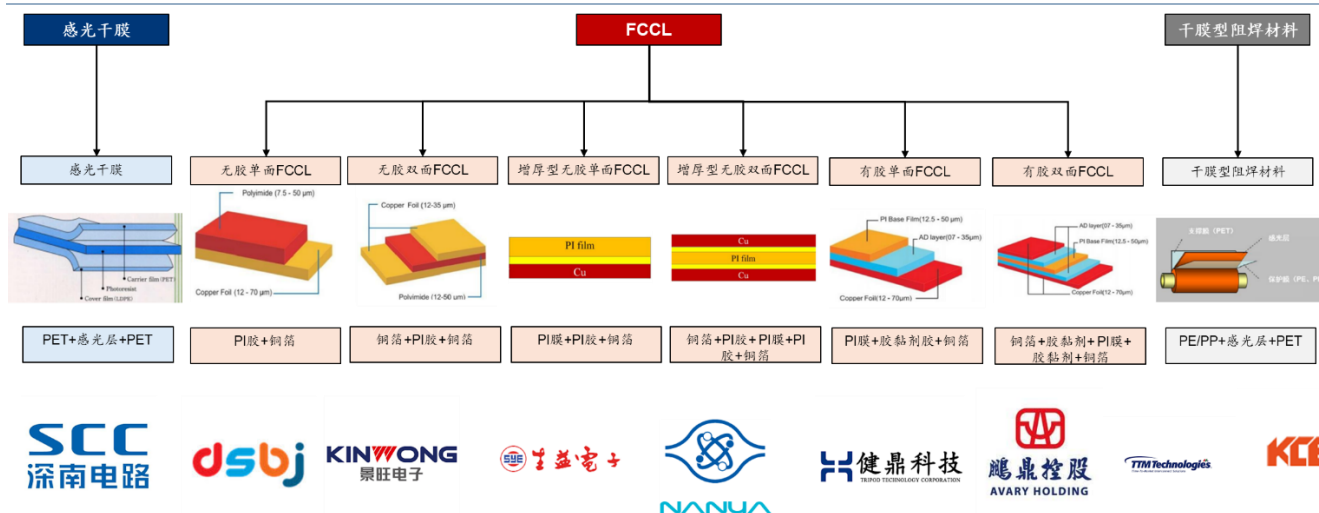 感光干膜
FCCL
干膜型阻焊材料
感光干膜
无胶单面FCCL
无胶双面FCCL
增厚型无胶单面FCCL
增厚型无胶双面FCCL
有胶单面FCCL
有胶双面FCCL
干膜型阻焊材料
Carrier film (PET)
Photoresist
Cover film (LDPE)
Polyimide (7.5 - 50 μm)
Copper Foil (12 - 70 μm)
Copper Foil (12-35 μm)
Polyimide (12-50 μm)
PI film
Cu
Cu
PI film
Cu
PI Base Film(12.5 - 50 μm)
AD layer(07 - 35μm)
Copper Foil(12 - 70μm)
AD layer(07 - 35μm)
PI Base Film(12.5 - 50μm)
Copper Foil(12 - 70μm)
(PET)
感光层
保护膜 (PE, P
PET+感光层+PET
PI胶+铜箔
铜箔+PI胶+铜箔
PI膜+PI胶+铜箔
铜箔+PI胶+PI膜+PI
胶+铜箔
PI膜+胶黏剂胶+铜箔
铜箔+胶黏剂+PI膜+
胶黏剂+铜箔
PE/PP+感光层+PET
SCC
深南电路
dsbj
KINWONG
景旺电子
SYE 生益电子
NANYA
健鼎科技
TRIPOD TECHNOLOGY CORPORATION
鵬鼎控股
AVARY HOLDING
TTM Technologies
KCE